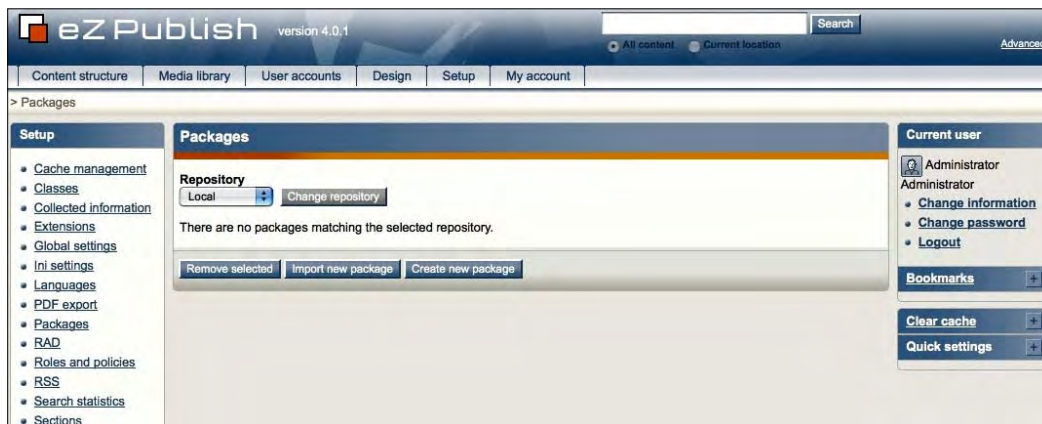 eZ Publish version 4.0.1
Search
All content Current location
Advanced
Content structure Media library User accounts Design Setup My account
> Packages
Setup
Cache management
Classes
Collected information
Extensions
Global settings
Ini settings
Languages
PDF export
Packages
RAD
Roles and policies
RSS
Search statistics
Sections
Packages
Repository
Local Change repository
There are no packages matching the selected repository.
Remove selected Import new package Create new package
Current user
Administrator
Administrator
Change information
Change password
Logout
Bookmarks +
Clear cache +
Quick settings +